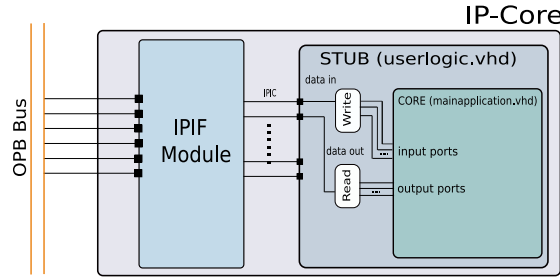 IP-Core
OPB Bus
IPIF
Module
IPIC
STUB (userlogic.vhd)
data in
Write
CORE (mainapplication.vhd)
input ports
data out
Read
output ports